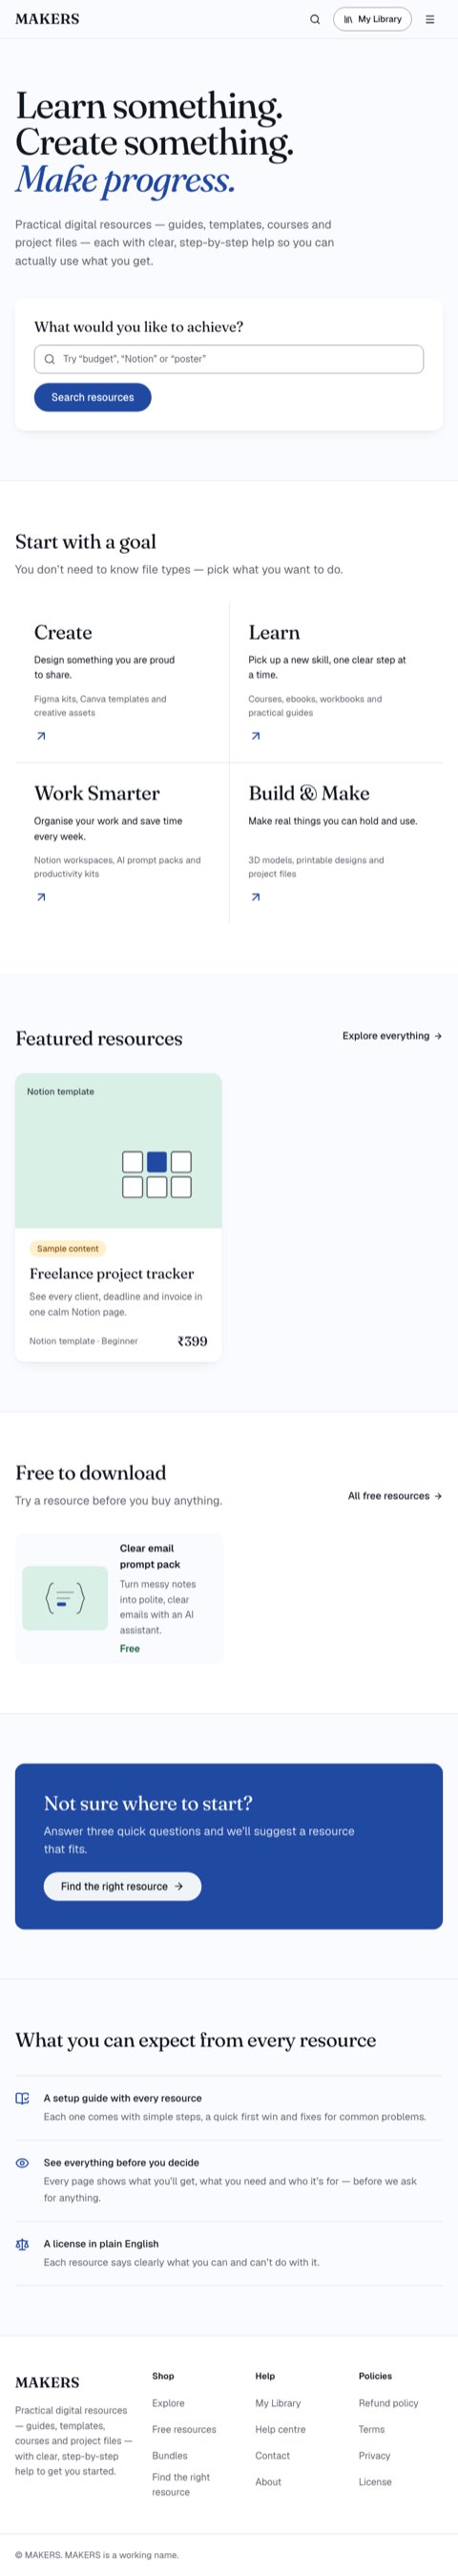 MAKERS
My Library
Learn something.
Create something.
Make progress.
Practical digital resources — guides, templates, courses and
project files — each with clear, step-by-step help so you can
actually use what you get.
What would you like to achieve?
Try “budget”, “Notion” or “poster”
Search resources
Start with a goal
You don’t need to know file types — pick what you want to do.
Create
Design something you are proud
to share.
Figma kits, Canva templates and
creative assets
Learn
Pick up a new skill, one clear step at
a time.
Courses, ebooks, workbooks and
practical guides
Work Smarter
Organise your work and save time
every week.
Notion workspaces, AI prompt packs and
productivity kits
Build & Make
Make real things you can hold and use.
3D models, printable designs and
project files
Featured resources
Explore everything →
Notion template
Sample content
Freelance project tracker
See every client, deadline and invoice in
one calm Notion page.
Notion template · Beginner
₹399
Free to download
Try a resource before you buy anything.
All free resources →
Clear email
prompt pack
Turn messy notes
into polite, clear
emails with an AI
assistant.
Free
Not sure where to start?
Answer three quick questions and we’ll suggest a resource
that fits.
Find the right resource →
What you can expect from every resource
A setup guide with every resource
Each one comes with simple steps, a quick first win and fixes for common problems.
See everything before you decide
Every page shows what you’ll get, what you need and who it’s for — before we ask
for anything.
A license in plain English
Each resource says clearly what you can and can’t do with it.
MAKERS
Practical digital resources
— guides, templates,
courses and project files —
with clear, step-by-step
help to get you started.
Shop
Explore
Free resources
Bundles
Find the right
resource
Help
My Library
Help centre
Contact
About
Policies
Refund policy
Terms
Privacy
License
© MAKERS. MAKERS is a working name.